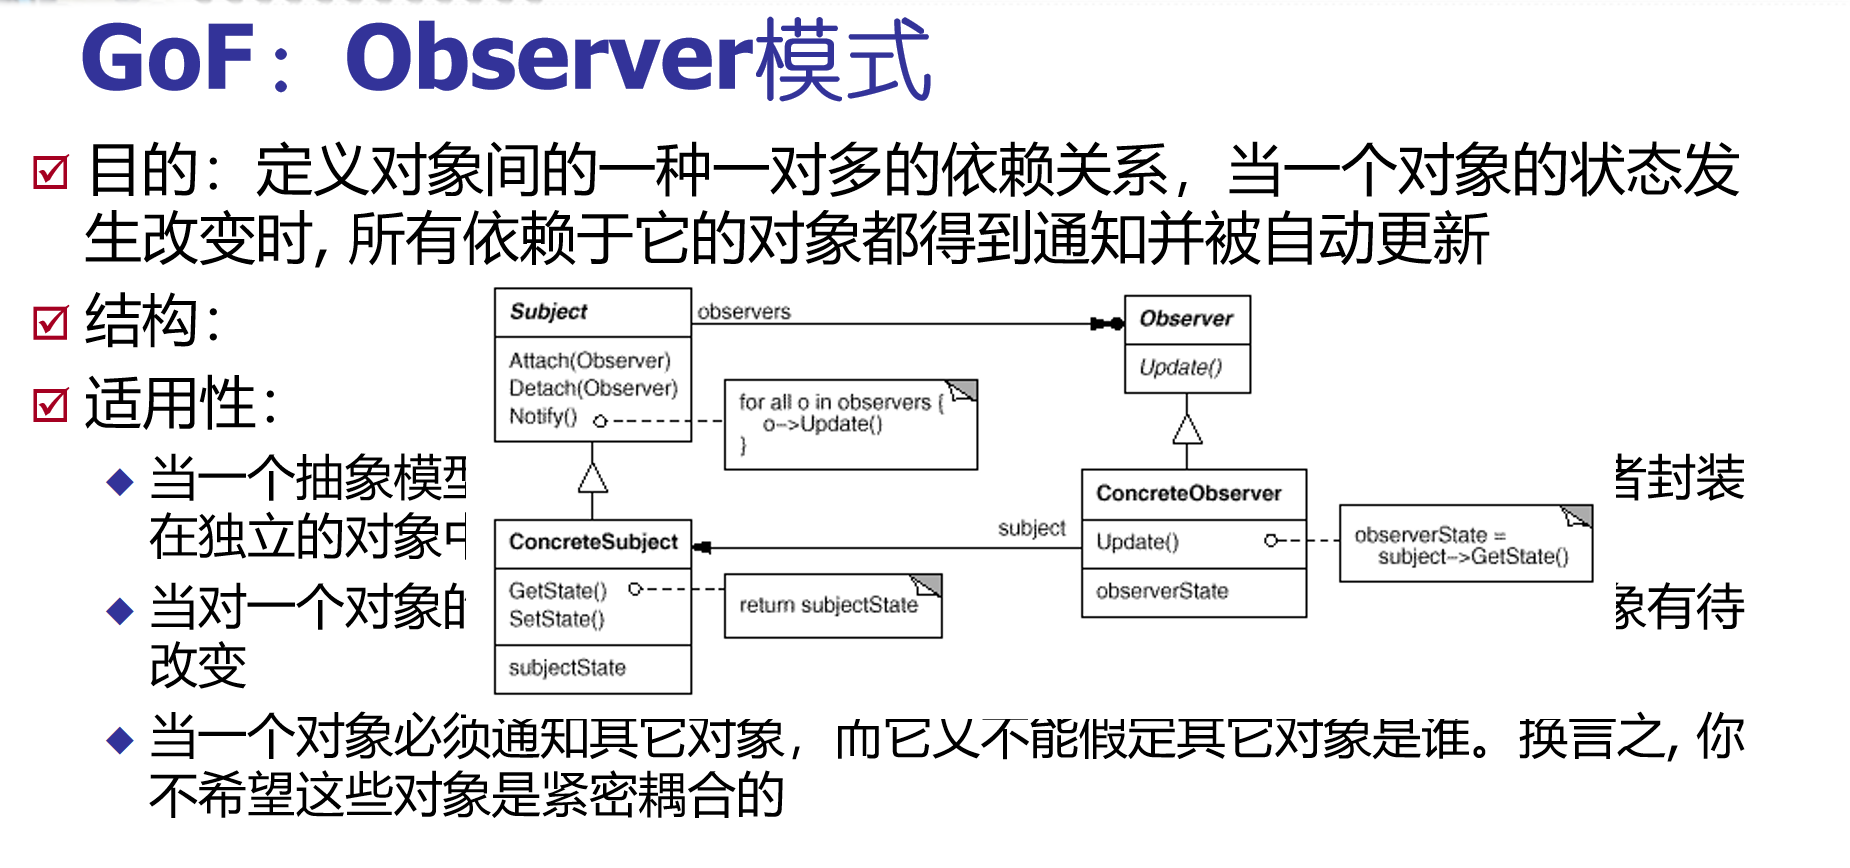 GoF：Observer模式
目的：定义对象间的一种一对多的依赖关系，当一个对象的状态发
生改变时, 所有依赖于它的对象都得到通知并被自动更新
结构：
Subject
observers
Observer
Attach(Observer)
Detach(Observer)
Notify()
Update()
for all o in observers {
o->Update()
}
适用性：
当一个抽象模
者封装
在独立的对象
ConcreteObserver
ConcreteSubject
subject
Update()
observerState =
subject->GetState()
当对一个对象的
象有待
GetState()
SetState()
return subjectState
observerState
改变
subjectState
当一个对象必须通知其它对象，而它又不能假定其它对象是谁。换言之, 你
不希望这些对象是紧密耦合的